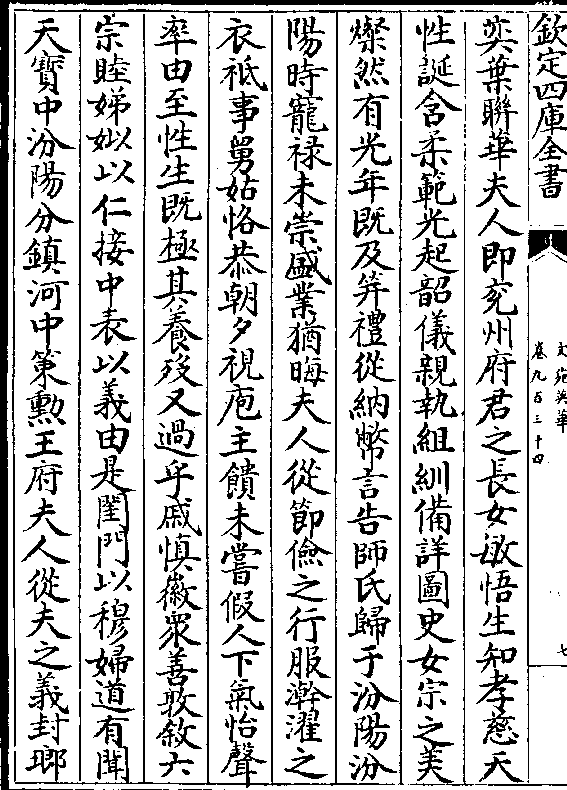 欽定四庫全書
文苑英華
卷九百三十四
七
奕葉聯華夫人即兖州府君之長女敏悟生知孝慈天
性誕含柔範光起韶儀親執組紃備詳圖史女宗之美
燦然有光年既及笄禮從納幣言告師氏歸于汾陽汾
陽時寵禄未崇盛業猶晦夫人從節儉之行服澣濯之
衣祗事舅姑恪恭朝夕視庖主饋未嘗假人下氣怡聲
率由至性生既極其養歿又過乎戚慎徽衆善敦敘六
宗睦娣姒以仁接中表以義由是閨門以穆婦道有聞
天寳中汾陽分鎮河中策勲王府夫人從夫之義封瑯